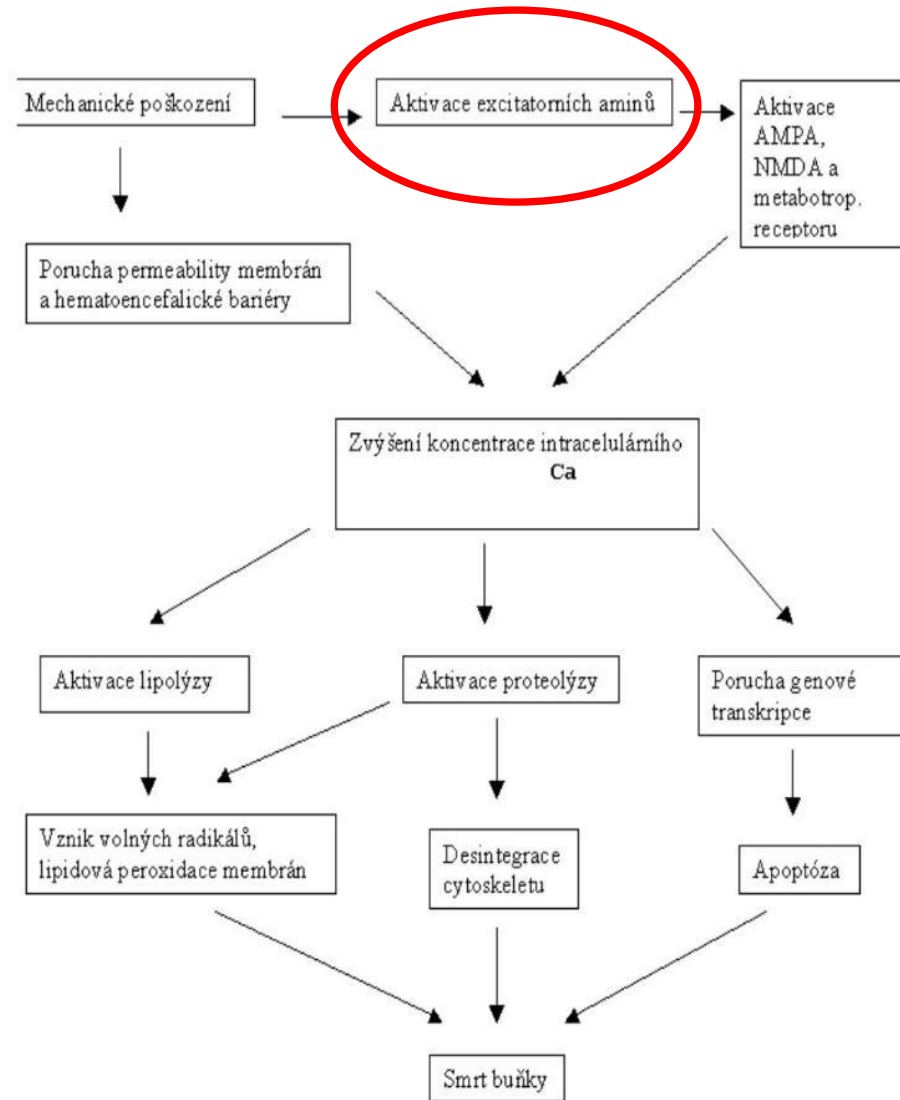 Mechanické poškození
Aktivace excitatorních aminů
Aktivace
AMPA,
NMDA a
metabotrop.
receptoru
Porucha permeability membrán
a hematoencefalické bariéry
Zvýšení koncentrace intracelulárního
Ca
Aktivace lipolýzy
Aktivace proteolýzy
Porucha genové
transkripce
Vznik volných radikálů,
lipidová peroxidace membrán
Desintegrace
cytoskeletu
Apoptóza
Smrt buňky